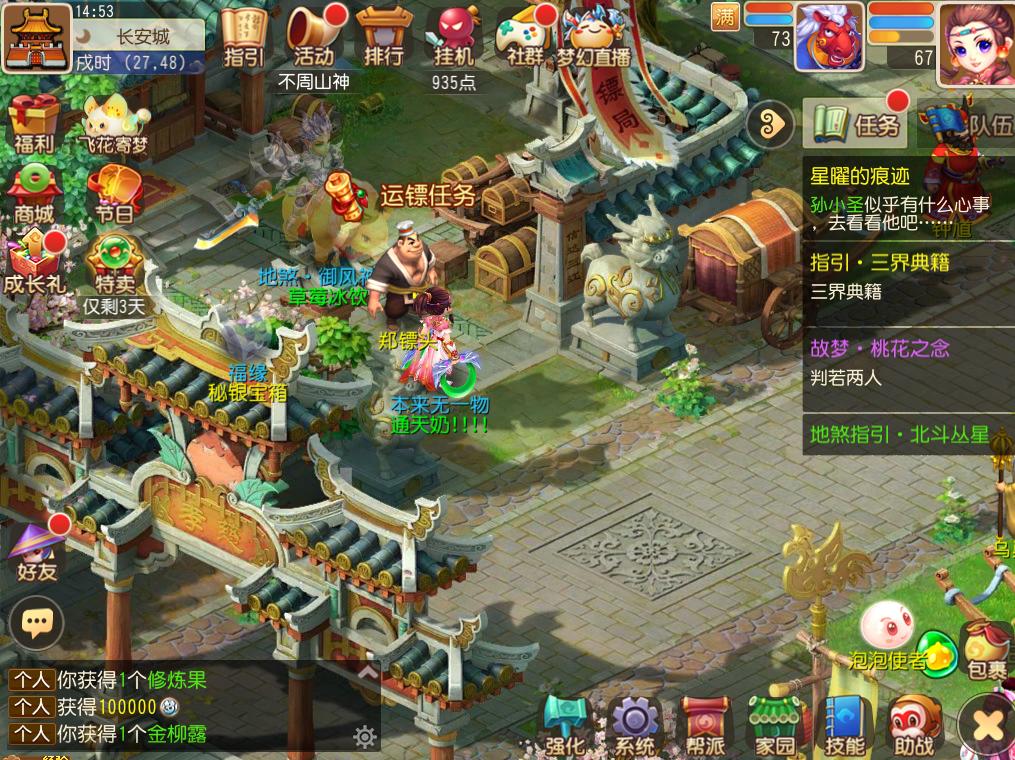 14:53
长安城
戌时 (27,48)
指引
活动
不周山神
排行
挂机
935点
社群
梦幻直播
满
73
67
福利
飞花寄梦
商城
节日
成长礼
特卖
仅剩3天
镖局
任务
队伍
星曜的痕迹
孙小圣似乎有什么心事
，去看看他吧……
钟馗
指引·三界典籍
三界典籍
故梦·桃花之念
判若两人
地煞指引·北斗丛星
运镖任务
地煞·御风神
草莓冰饮
郑镖头
福缘
秘银宝箱
本来无一物
通天奶!!!!
好友
泡泡使者
包裹
个人 你获得1个修炼果
个人 获得100000
个人 你获得1个金柳露
强化
系统
帮派
家园
技能
助战